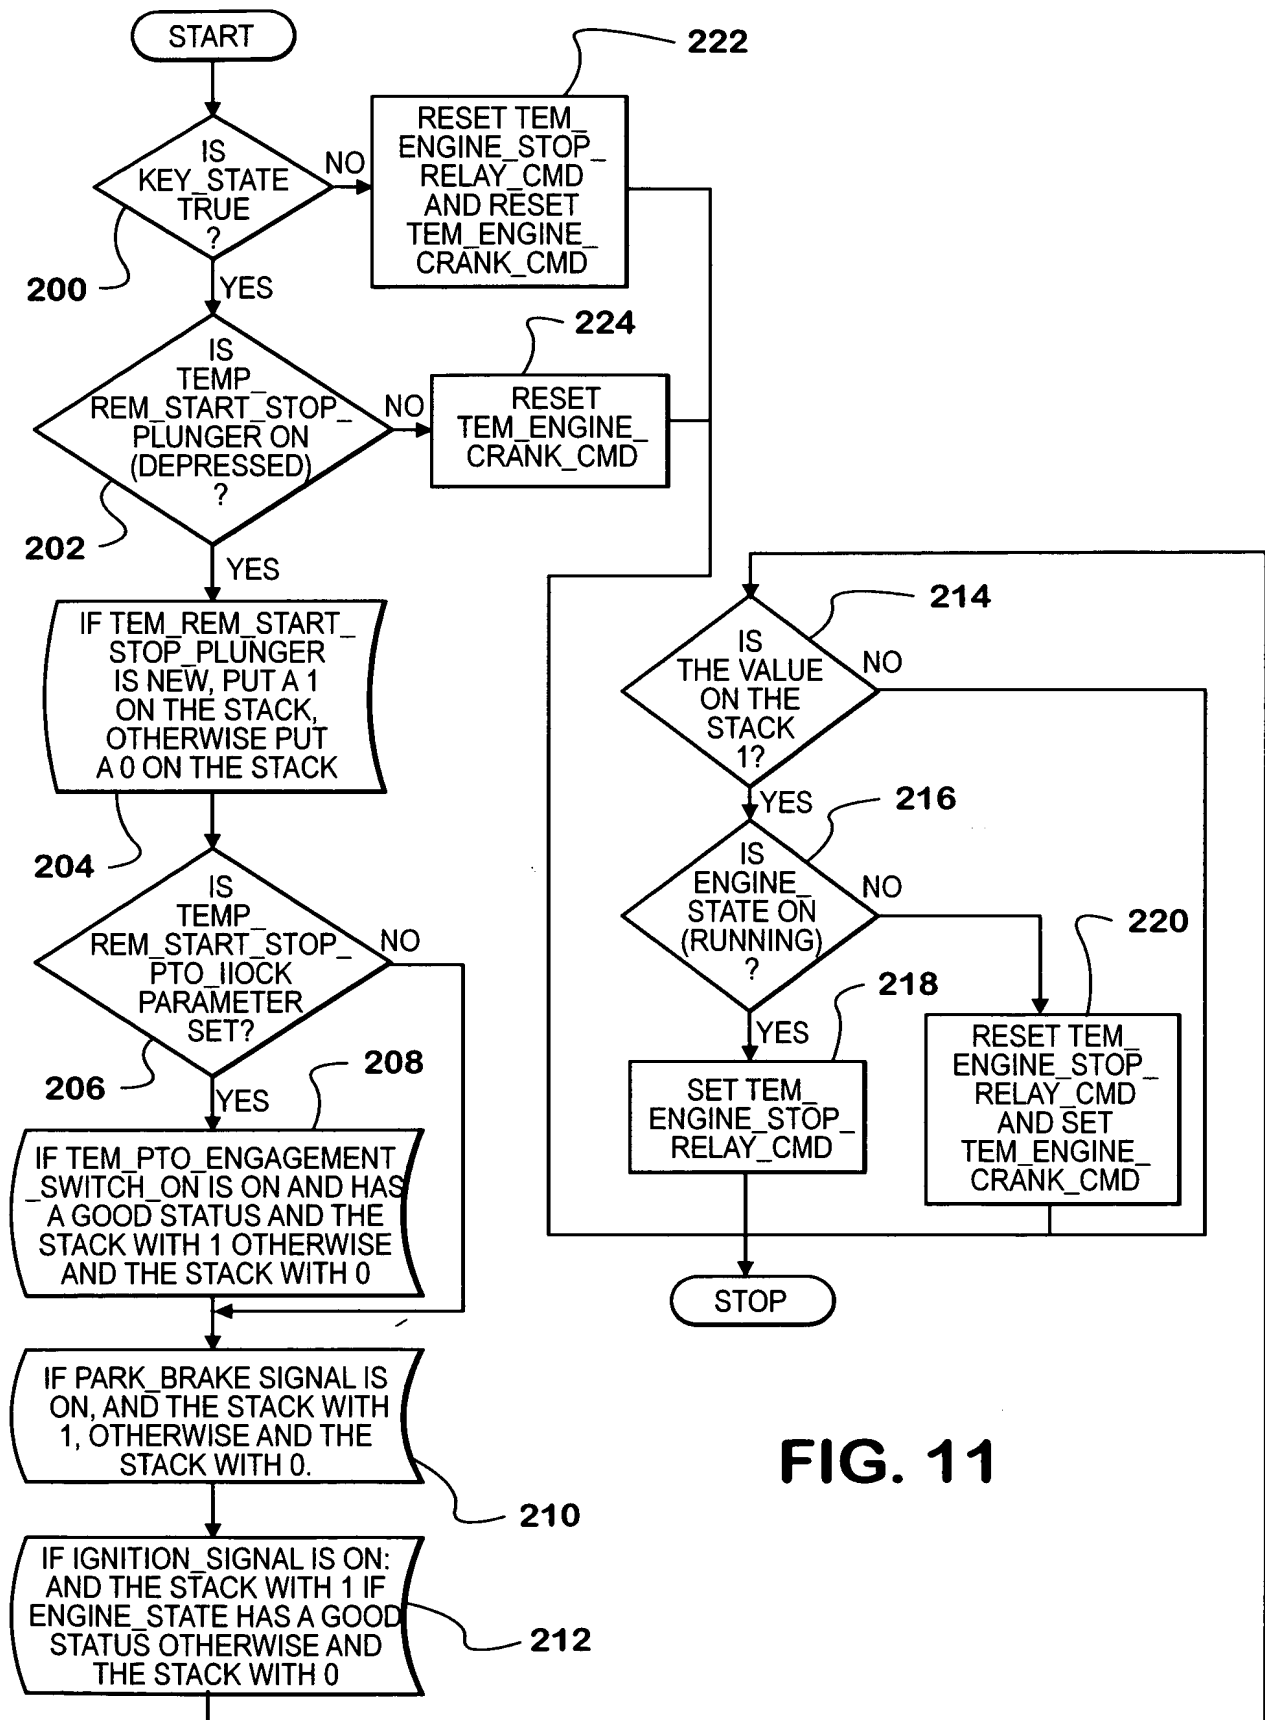 START
222
RESET TEM_
ENGINE_STOP_
RELAY_CMD
AND RESET
TEM_ENGINE_
CRANK_CMD
IS
KEY_STATE
TRUE
?
NO
200
YES
224
IS
TEMP_
REM_START_STOP_
PLUNGER ON
(DEPRESSED)
?
NO
RESET
TEM_ENGINE_
CRANK_CMD
202
YES
IF TEM_REM_START_
STOP_PLUNGER
IS NEW, PUT A 1
ON THE STACK,
OTHERWISE PUT
A 0 ON THE STACK
204
IS
TEMP_
REM_START_STOP_
PTO_IIOCK
PARAMETER
SET?
NO
206
YES
208
IF TEM_PTO_ENGAGEMENT
_SWITCH_ON IS ON AND HAS
A GOOD STATUS AND THE
STACK WITH 1 OTHERWISE
AND THE STACK WITH 0
IF PARK_BRAKE SIGNAL IS
ON, AND THE STACK WITH
1, OTHERWISE AND THE
STACK WITH 0.
210
IF IGNITION_SIGNAL IS ON:
AND THE STACK WITH 1 IF
ENGINE_STATE HAS A GOOD
STATUS OTHERWISE AND
THE STACK WITH 0
212
214
IS
THE VALUE
ON THE
STACK
1?
NO
YES
216
IS
ENGINE_
STATE ON
(RUNNING)
?
NO
220
YES
218
SET TEM_
ENGINE_STOP_
RELAY_CMD
RESET TEM_
ENGINE_STOP_
RELAY_CMD
AND SET
TEM_ENGINE_
CRANK_CMD
STOP
FIG. 11